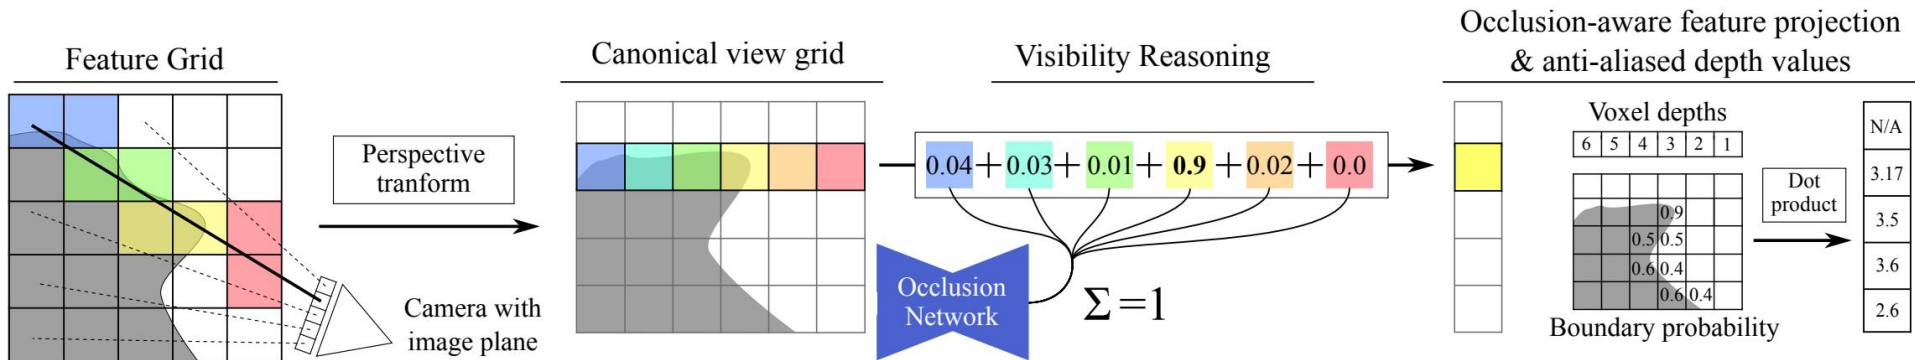 Feature Grid
Perspective
tranform
Camera with
image plane
Canonical view grid
Visibility Reasoning
0.04 + 0.03 + 0.01 + 0.9 + 0.02 + 0.0
Occlusion
Network
Σ =1
Occlusion-aware feature projection
& anti-aliased depth values
Voxel depths
6 5 4 3 2 1
0.9
0.5 0.5
0.6 0.4
0.6 0.4
Boundary probability
Dot
product
N/A
3.17
3.5
3.6
2.6